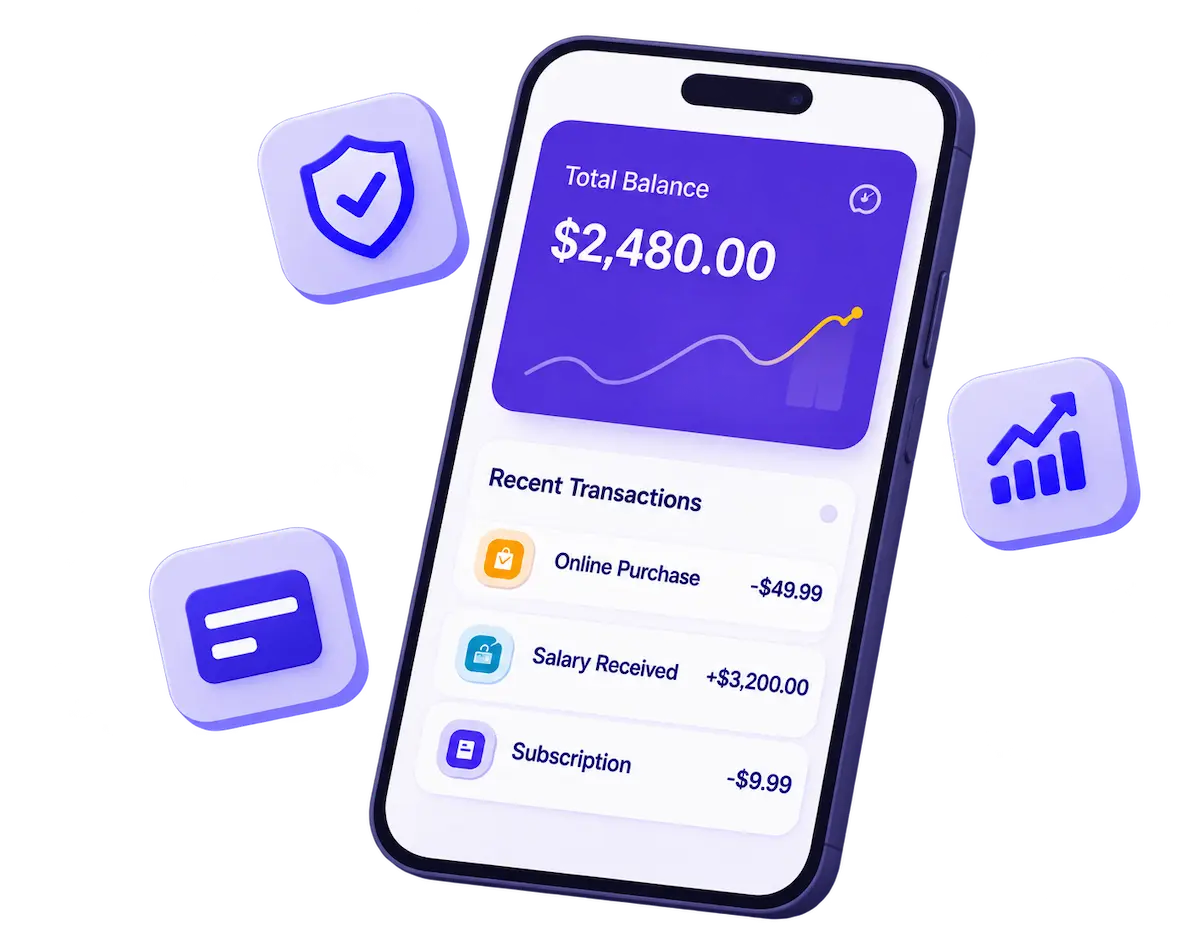 Total Balance
$2,480.00
Recent Transactions
Online Purchase -$49.99
Salary Received +$3,200.00
Subscription -$9.99